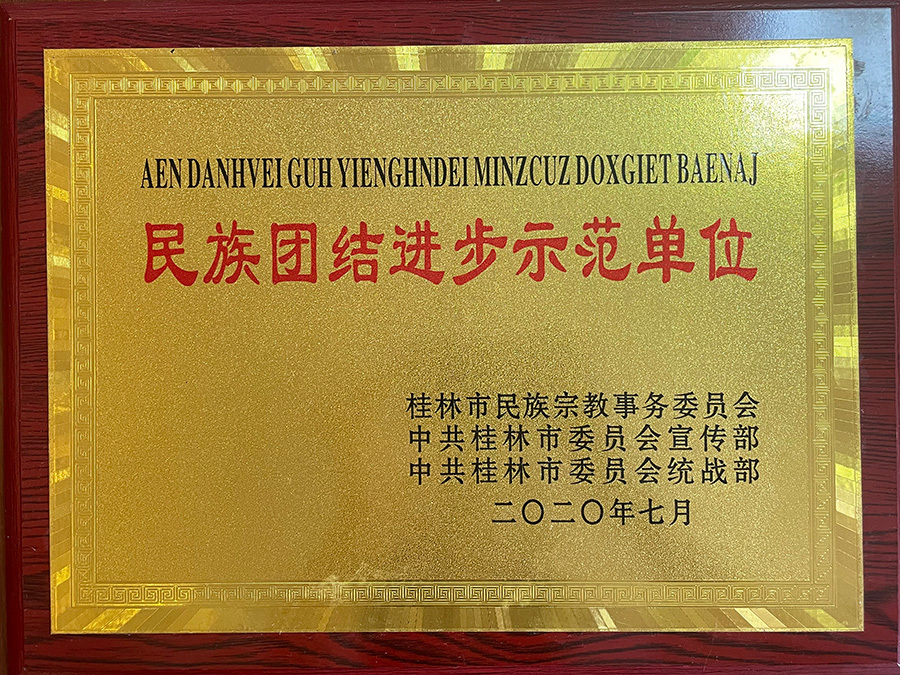 AEN DANHVEI GUH YIENGHNDEI MINZCUZ DOXGIET BAENAJ
民族团结进步示范单位
桂林市民族宗教事务委员会
中共桂林市委员会宣传部
中共桂林市委员会统战部
二〇二〇年七月